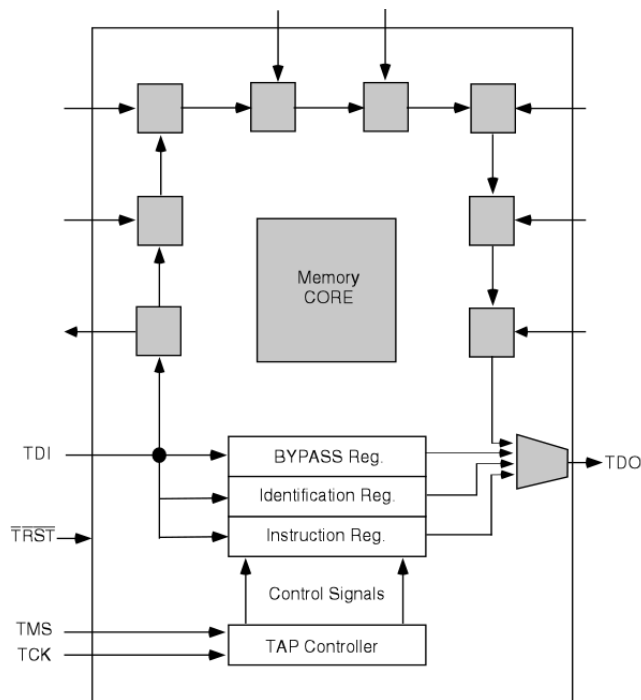 Memory
CORE
TDI
BYPASS Reg.
TDO
Identification Reg.
TRST
Instruction Reg.
Control Signals
TMS
TCK
TAP Controller